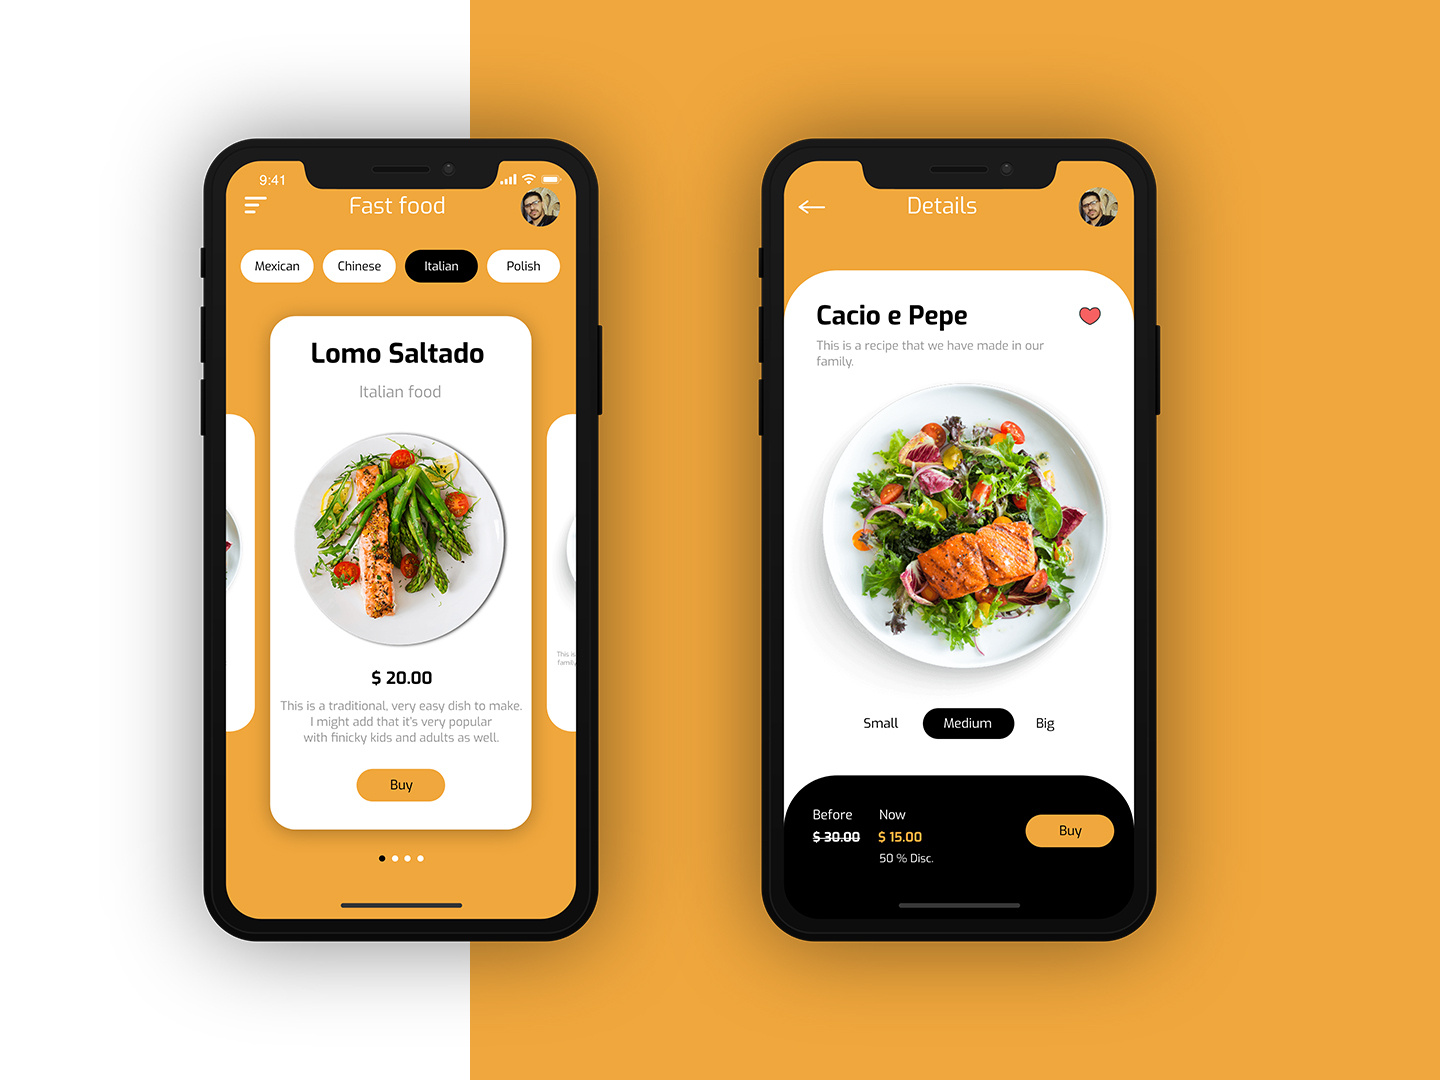 9:41
Fast food
Mexican
Chinese
Italian
Polish
Lomo Saltado
Italian food
$ 20.00
This is a traditional, very easy dish to make.
I might add that it's very popular
with finicky kids and adults as well.
Buy
This is
family
Details
Cacio e Pepe
This is a recipe that we have made in our
family.
Small
Medium
Big
Before
Now
$ 30.00
$ 15.00
50 % Disc.
Buy